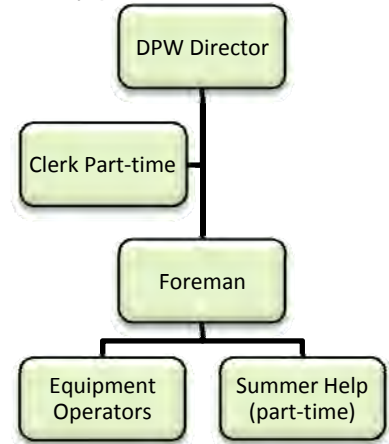 DPW Director
Clerk Part-time
Foreman
Equipment
Operators
Summer Help
(part-time)